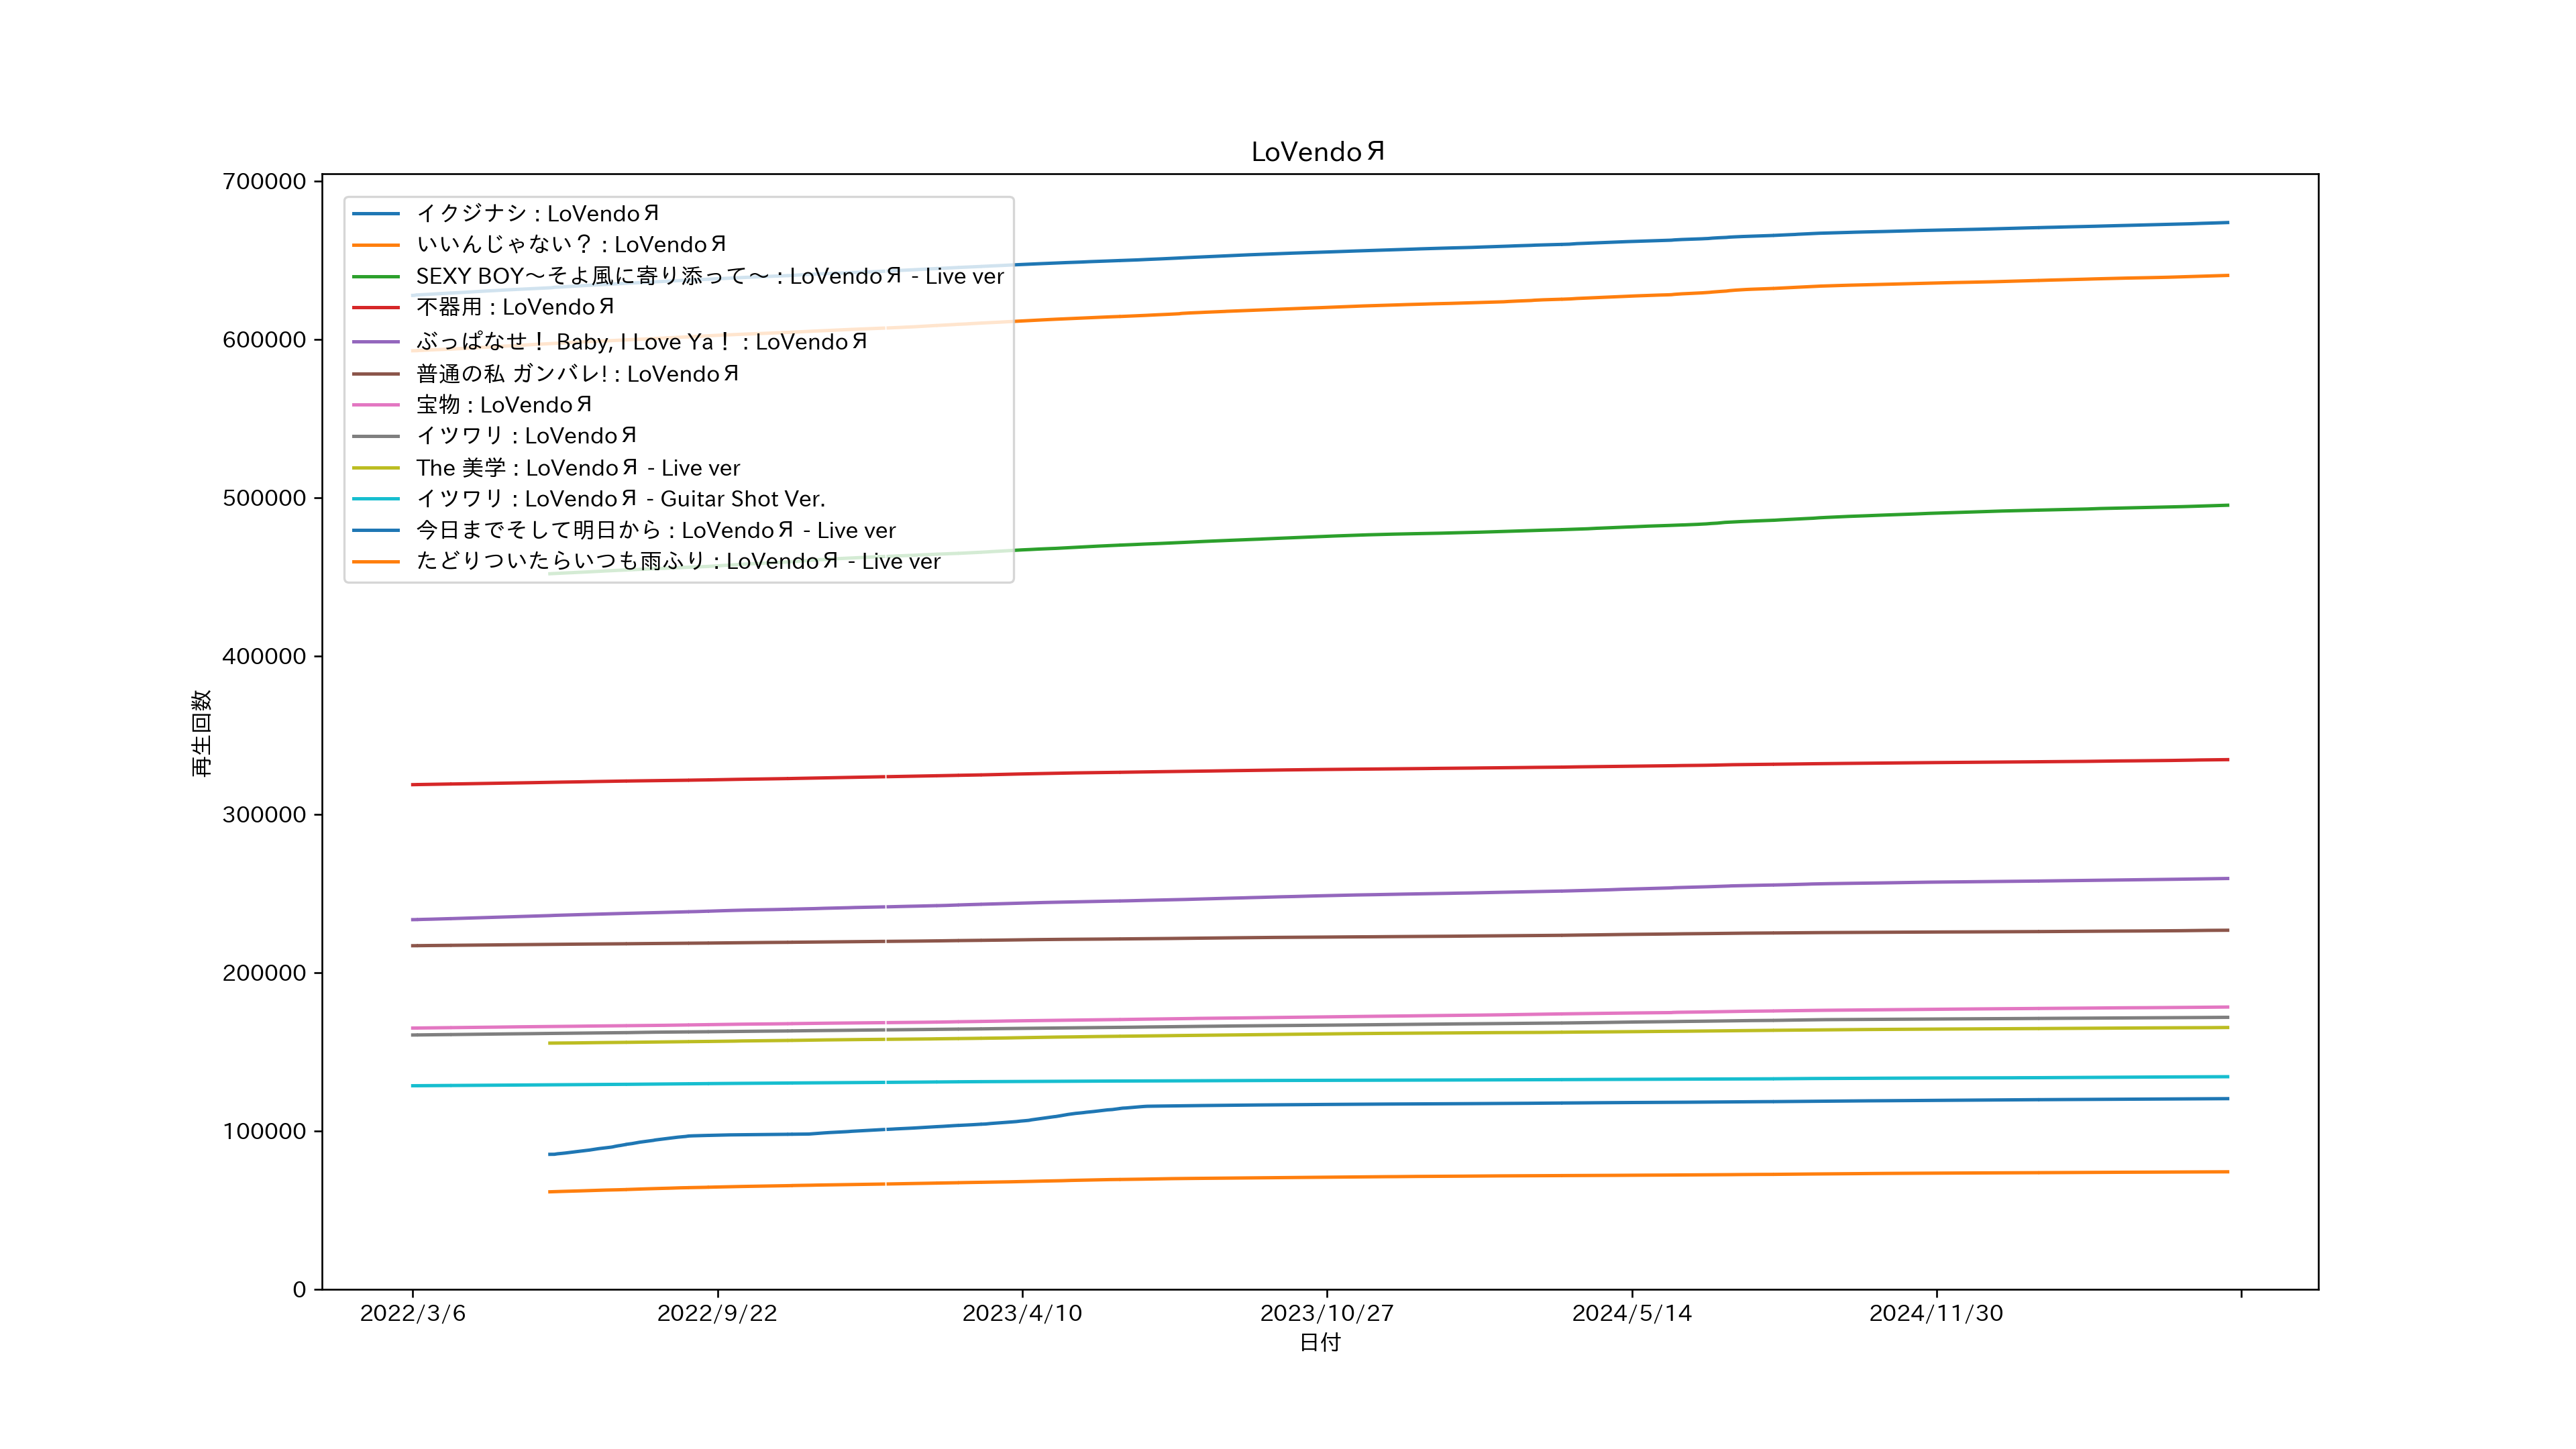 LoVendoЯ
700000
600000
500000
400000
300000
200000
100000
0
再生回数
イクジナシ : LoVendoЯ
いいんじゃない？ : LoVendoЯ
SEXY BOY～そよ風に寄り添って～ : LoVendoЯ - Live ver
不器用 : LoVendoЯ
ぶっぱなせ！ Baby, I Love Ya！ : LoVendoЯ
普通の私 ガンバレ! : LoVendoЯ
宝物 : LoVendoЯ
イツワリ : LoVendoЯ
The 美学 : LoVendoЯ - Live ver
イツワリ : LoVendoЯ - Guitar Shot Ver.
今日までそして明日から : LoVendoЯ - Live ver
たどりついたらいつも雨ふり : LoVendoЯ - Live ver
2022/3/6 2022/9/22 2023/4/10 2023/10/27 2024/5/14 2024/11/30
日付